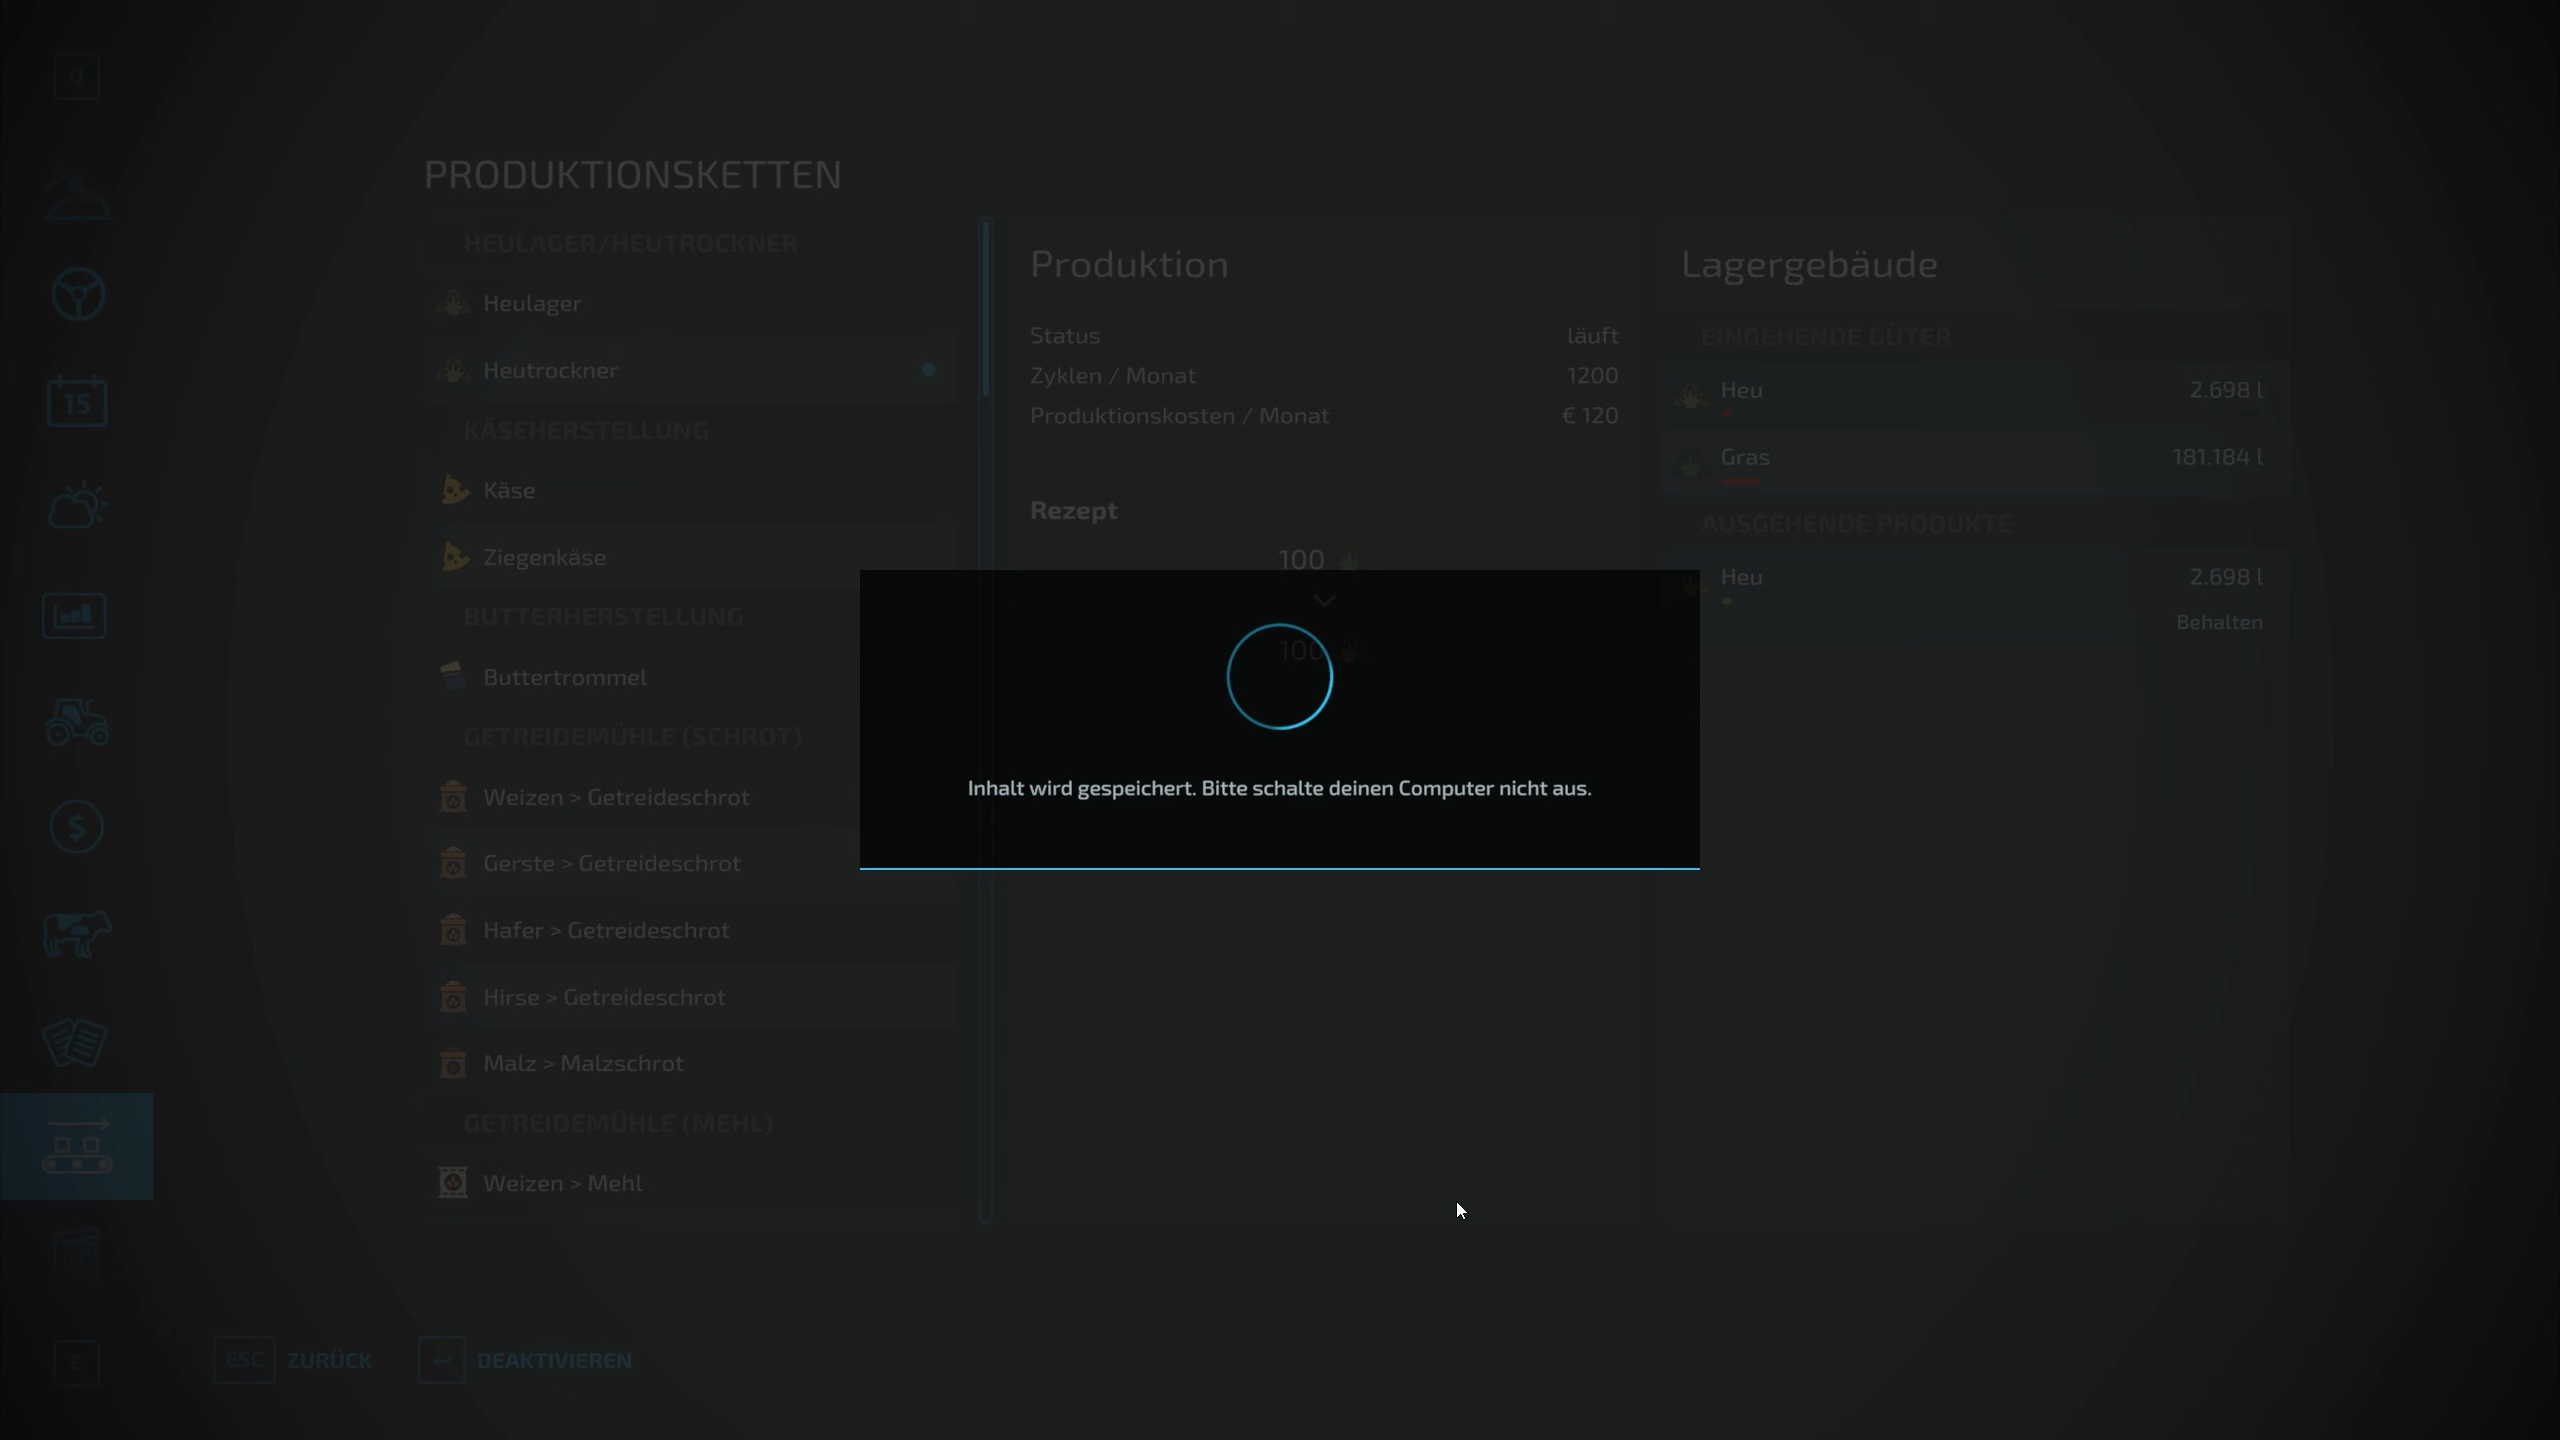 Q
PRODUKTIONSKETTEN
HEULAGER/HEUTROCKNER
Heulager
Heutrockner
KÄSEHERSTELLUNG
Käse
Ziegenkäse
BUTTERHERSTELLUNG
Buttertrommel
GETREIDEMÜHLE (SCHROT)
Weizen > Getreideschrot
Gerste > Getreideschrot
Hafer > Getreideschrot
Hirse > Getreideschrot
Malz > Malzschrot
GETREIDEMÜHLE (MEHL)
Weizen > Mehl
Produktion
Status läuft
Zyklen / Monat 1200
Produktionskosten / Monat € 120
Rezept
100
100
Lagergebäude
EINGEHENDE GÜTER
Heu 2.698 l
Gras 181.184 l
AUSGEHENDE PRODUKTE
Heu 2.698 l
Behalten
Inhalt wird gespeichert. Bitte schalte deinen Computer nicht aus.
15
$
E
ESC ZURÜCK
DEAKTIVIEREN